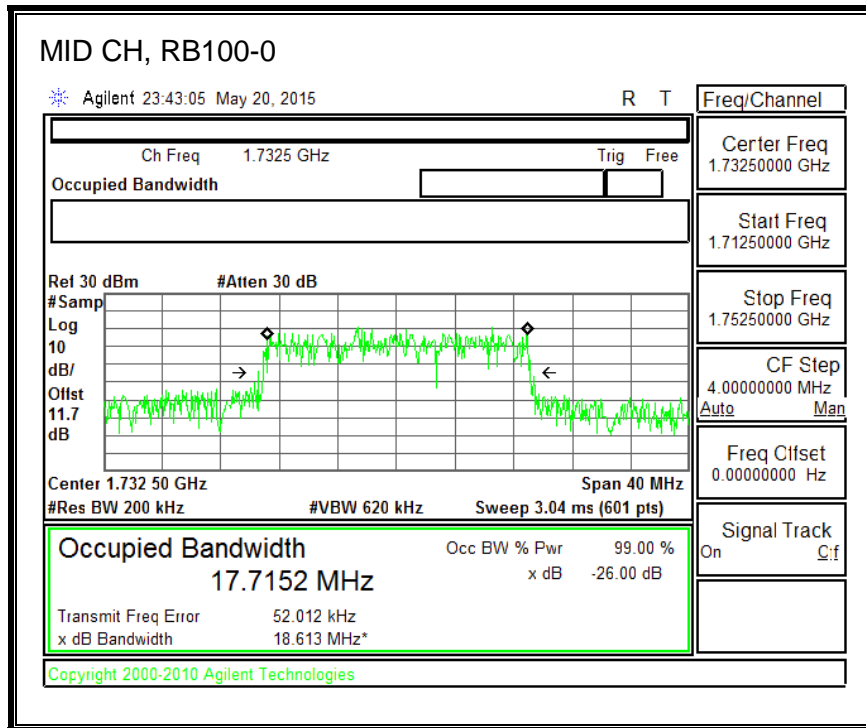 MID CH, RB100-0
Agilent 23:43:05 May 20, 2015 R T
Freq/Channel
Ch Freq 1.7325 GHz Trig Free
Occupied Bandwidth
Center Freq
1.73250000 GHz
Start Freq
1.71250000 GHz
Stop Freq
1.75250000 GHz
CF Step
4.00000000 MHz
Auto Man
Freq Offset
0.00000000 Hz
Signal Track
On Off
Ref 30 dBm #Atten 30 dB
#Samp
Log
10
dB/
Offst
11.7
dB
Center 1.732 50 GHz Span 40 MHz
#Res BW 200 kHz #VBW 620 kHz Sweep 3.04 ms (601 pts)
Occupied Bandwidth
17.7152 MHz
Occ BW % Pwr 99.00 %
x dB -26.00 dB
Transmit Freq Error 52.012 kHz
x dB Bandwidth 18.613 MHz*
Copyright 2000-2010 Agilent Technologies